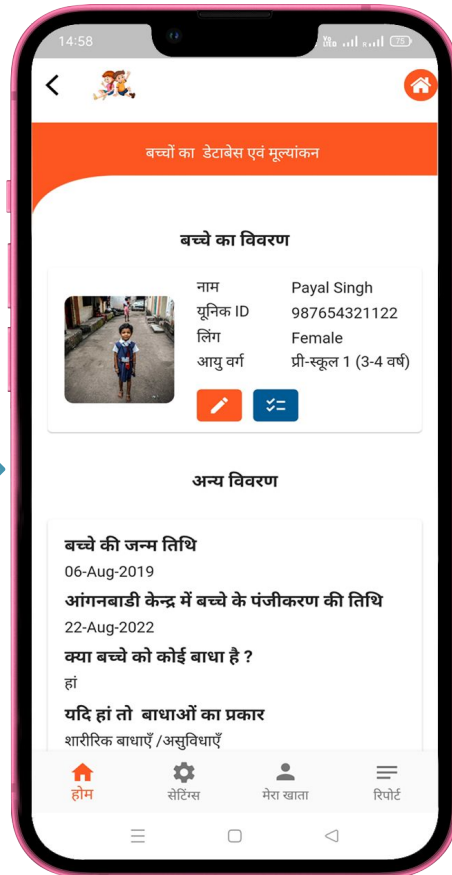 14:58
75
बच्चों का डेटाबेस एवं मूल्यांकन
बच्चे का विवरण
नाम Payal Singh
यूनिक ID 987654321122
लिंग Female
आयु वर्ग प्री-स्कूल 1 (3-4 वर्ष)
अन्य विवरण
बच्चे की जन्म तिथि
06-Aug-2019
आंगनबाडी केन्द्र में बच्चे के पंजीकरण की तिथि
22-Aug-2022
क्या बच्चे को कोई बाधा है ?
हां
यदि हां तो बाधाओं का प्रकार
शारीरिक बाधाएँ /असुविधाएँ
होम सेटिंग्स मेरा खाता रिपोर्ट